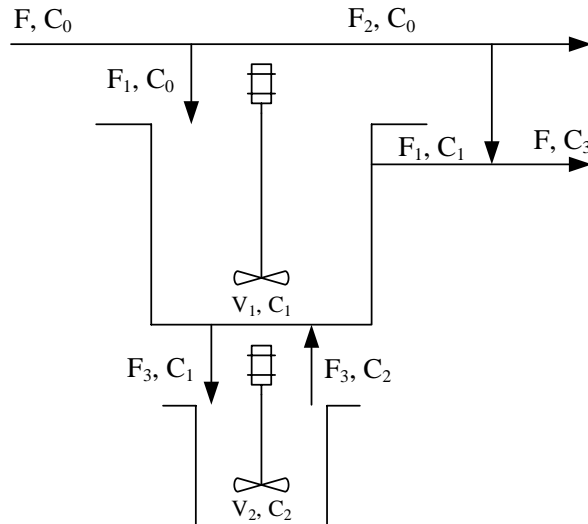 F, C₀
F₂, C₀
F₁, C₀
F₁, C₁
F, C₃
V₁, C₁
F₃, C₁
F₃, C₂
V₂, C₂